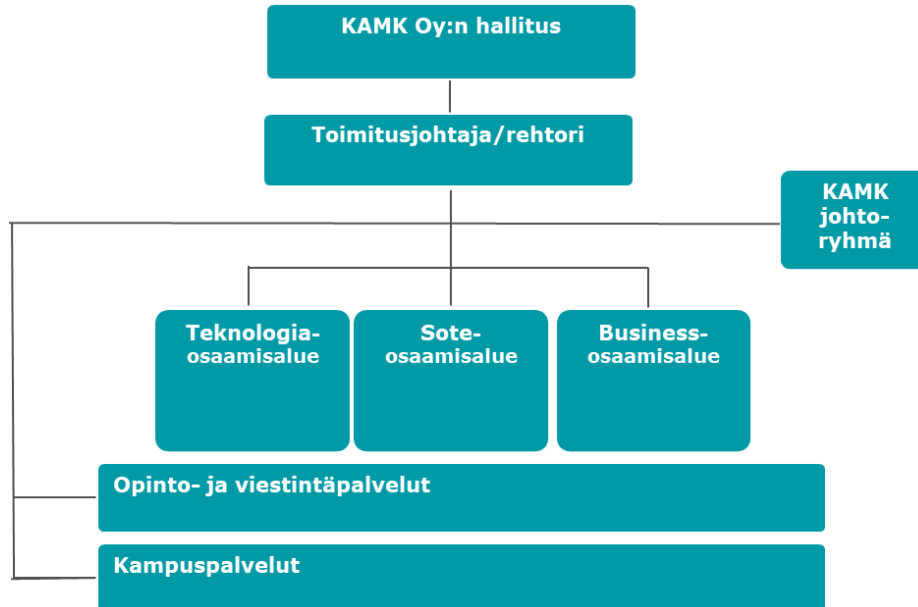 KAMK Oy:n hallitus
Toimitusjohtaja/rehtori
KAMK
johto-
ryhmä
Teknologia-
osaamisalue
Sote-
osaamisalue
Business-
osaamisalue
Opinto- ja viestintäpalvelut
Kampuspalvelut